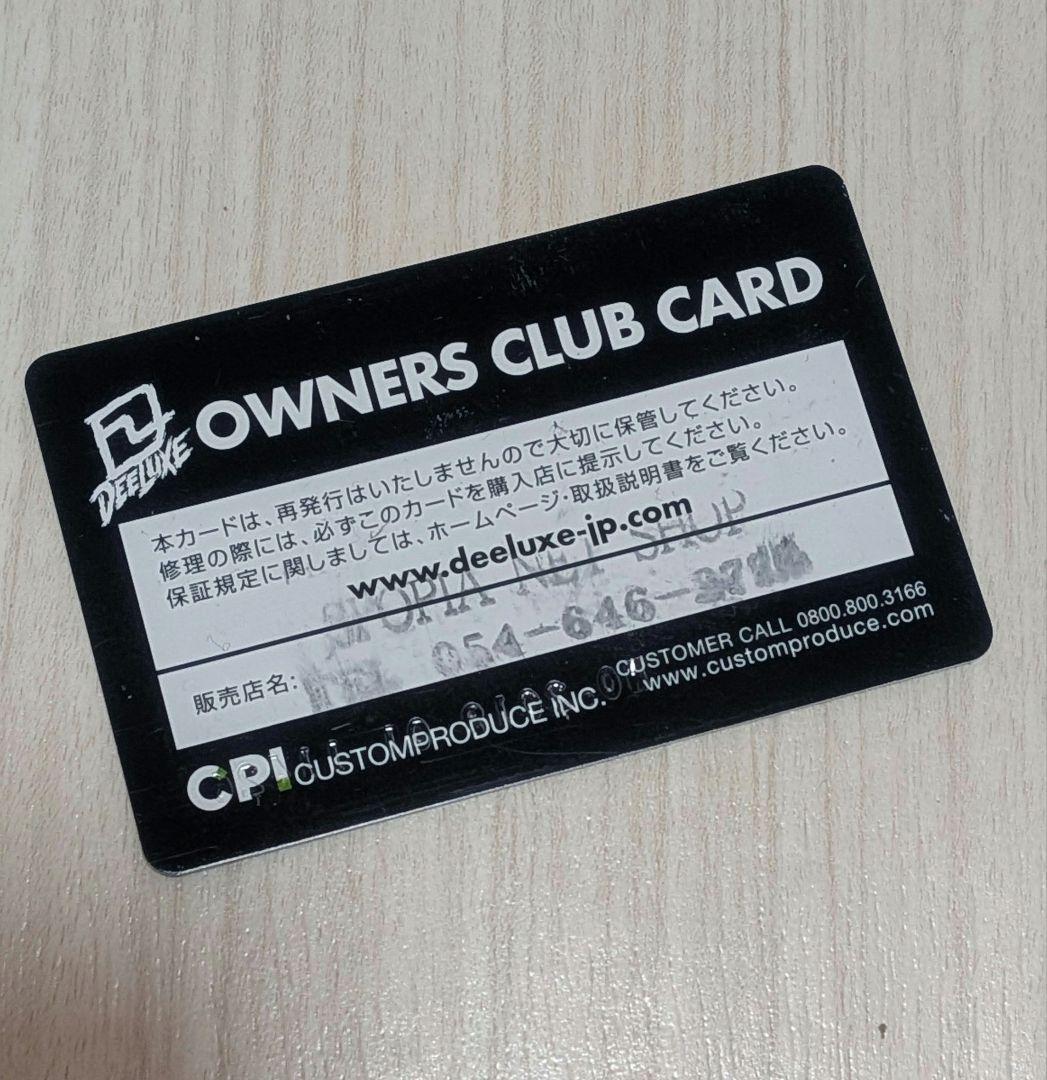 DEELUXE OWNERS CLUB CARD
本カードは、再発行はいたしませんので大切に保管してください。
修理の際には、必ずこのカードを購入店に提示してください。
保証規定に関しましては、ホームページ・取扱説明書をご覧ください。
www.deeluxe-jp.com
NET SHOP
販売店名:
054-646-
CUSTOMER CALL 0800.800.3166
CPI CUSTOMPRODUCE INC. www.customproduce.com